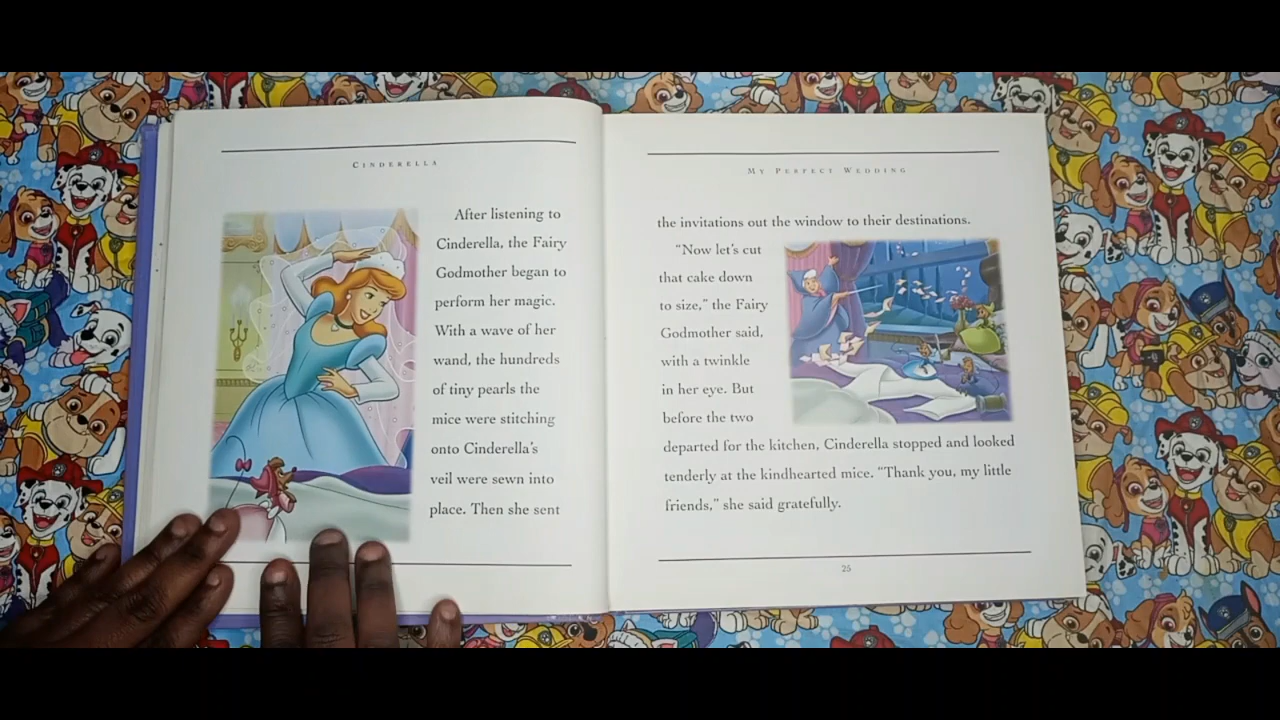 CINDERELLA
After listening to
Cinderella, the Fairy
Godmother began to
perform her magic.
With a wave of her
wand, the hundreds
of tiny pearls the
mice were stitching
onto Cinderella's
veil were sewn into
place. Then she sent
MY PERFECT WEDDING
the invitations out the window to their destinations.
"Now let's cut
that cake down
to size," the Fairy
Godmother said,
with a twinkle
in her eye. But
before the two
departed for the kitchen, Cinderella stopped and looked
tenderly at the kindhearted mice. "Thank you, my little
friends," she said gratefully.
25